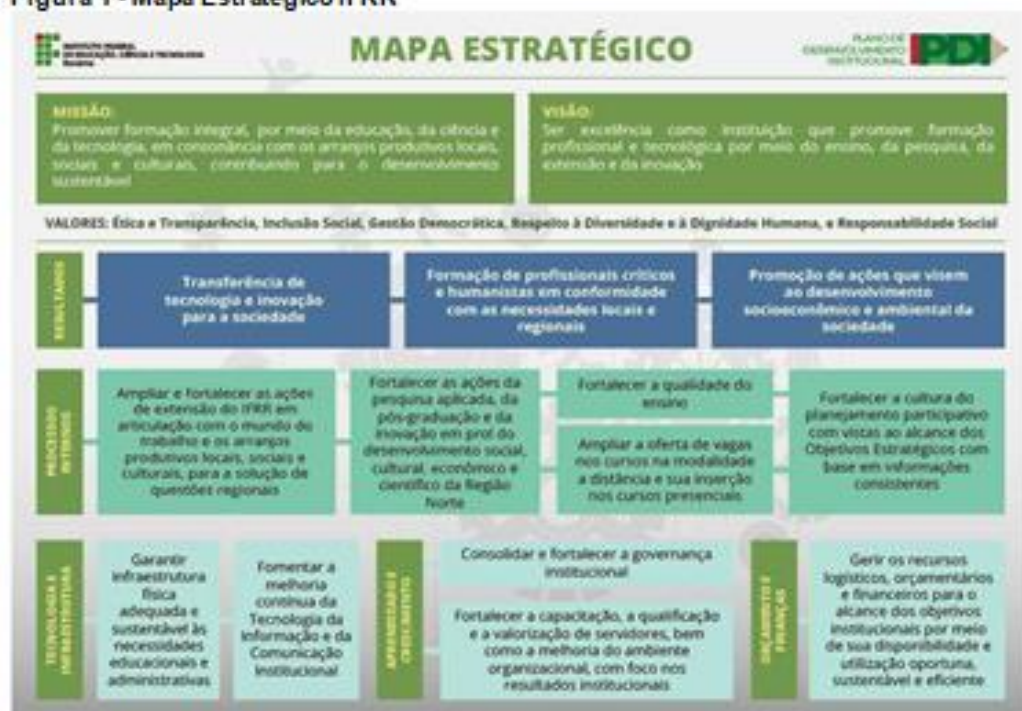 Figura 1 - Mapa Estratégico IFRR
INSTITUTO FEDERAL
DE EDUCAÇÃO, CIÊNCIA E TECNOLOGIA
Roraima
MAPA ESTRATÉGICO
PLANO DE
DESENVOLVIMENTO
INSTITUCIONAL
PDI
MISSÃO:
Promover formação integral, por meio da educação, da ciência e
da tecnologia, em consonância com os arranjos produtivos locais,
sociais e culturais, contribuindo para o desenvolvimento
sustentável
VISÃO:
Ser excelência como instituição que promove formação
profissional e tecnológica por meio do ensino, da pesquisa, da
extensão e da inovação
VALORES: Ética e Transparência, Inclusão Social, Gestão Democrática, Respeito à Diversidade e à Dignidade Humana, e Responsabilidade Social
RESULTADOS
Transferência de
tecnologia e inovação
para a sociedade
Formação de profissionais críticos
e humanistas em conformidade
com as necessidades locais e
regionais
Promoção de ações que visem
ao desenvolvimento
socioeconômico e ambiental da
sociedade
PROCESSO
INTERNOS
Ampliar e fortalecer as ações
de extensão do IFRR em
articulação com o mundo do
trabalho e os arranjos
produtivos locais, sociais e
culturais, para a solução de
questões regionais
Fortalecer as ações da
pesquisa aplicada, da
pós-graduação e da
inovação em prol do
desenvolvimento social,
cultural, econômico e
científico da Região
Norte
Fortalecer a qualidade do
ensino
Ampliar a oferta de vagas
nos cursos na modalidade
a distância e sua inserção
nos cursos presenciais
Fortalecer a cultura do
planejamento participativo
com vistas ao alcance dos
Objetivos Estratégicos com
base em informações
consistentes
TECNOLOGIA E
INFRAESTRUTURA
Garantir
infraestrutura
física
adequada e
sustentável às
necessidades
educacionais e
administrativas
Fomentar a
melhoria
contínua da
Tecnologia da
Informação e da
Comunicação
Institucional
APRENDIZADO E
CRESCIMENTO
Consolidar e fortalecer a governança
institucional
Fortalecer a capacitação, a qualificação
e a valorização de servidores, bem
como a melhoria do ambiente
organizacional, com foco nos
resultados institucionais
ORÇAMENTO E
FINANÇAS
Gerir os recursos
logísticos, orçamentários
e financeiros para o
alcance dos objetivos
institucionais por meio
de sua disponibilidade e
utilização oportuna,
sustentável e eficiente